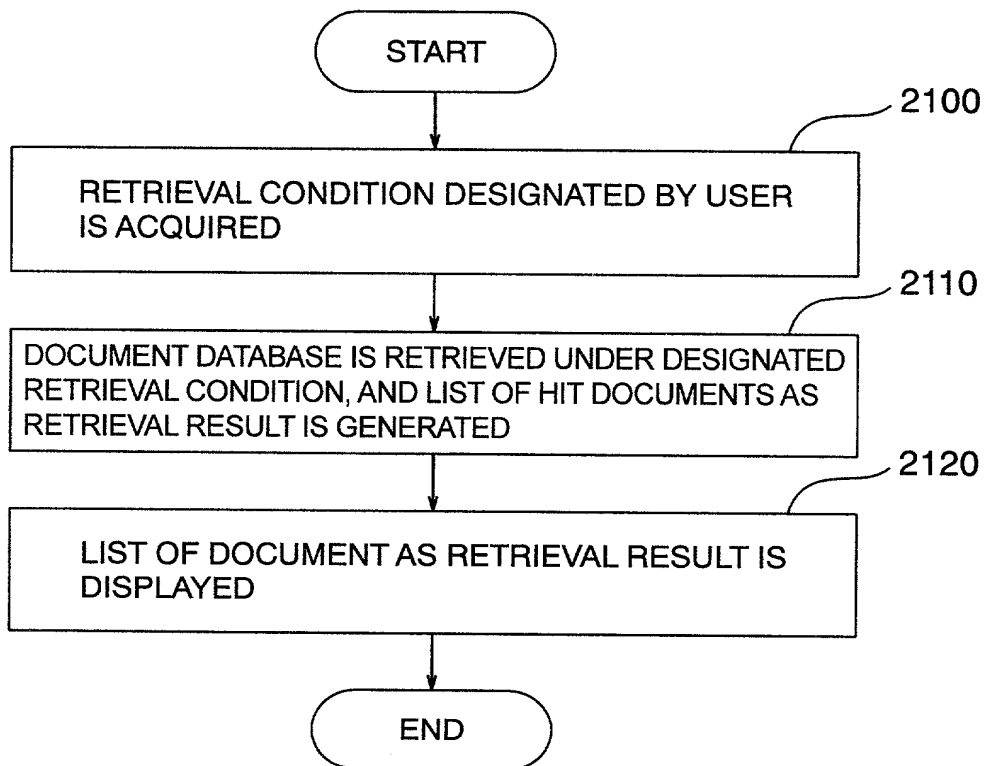 START
2100
RETRIEVAL CONDITION DESIGNATED BY USER
IS ACQUIRED
2110
DOCUMENT DATABASE IS RETRIEVED UNDER DESIGNATED
RETRIEVAL CONDITION, AND LIST OF HIT DOCUMENTS AS
RETRIEVAL RESULT IS GENERATED
2120
LIST OF DOCUMENT AS RETRIEVAL RESULT IS
DISPLAYED
END